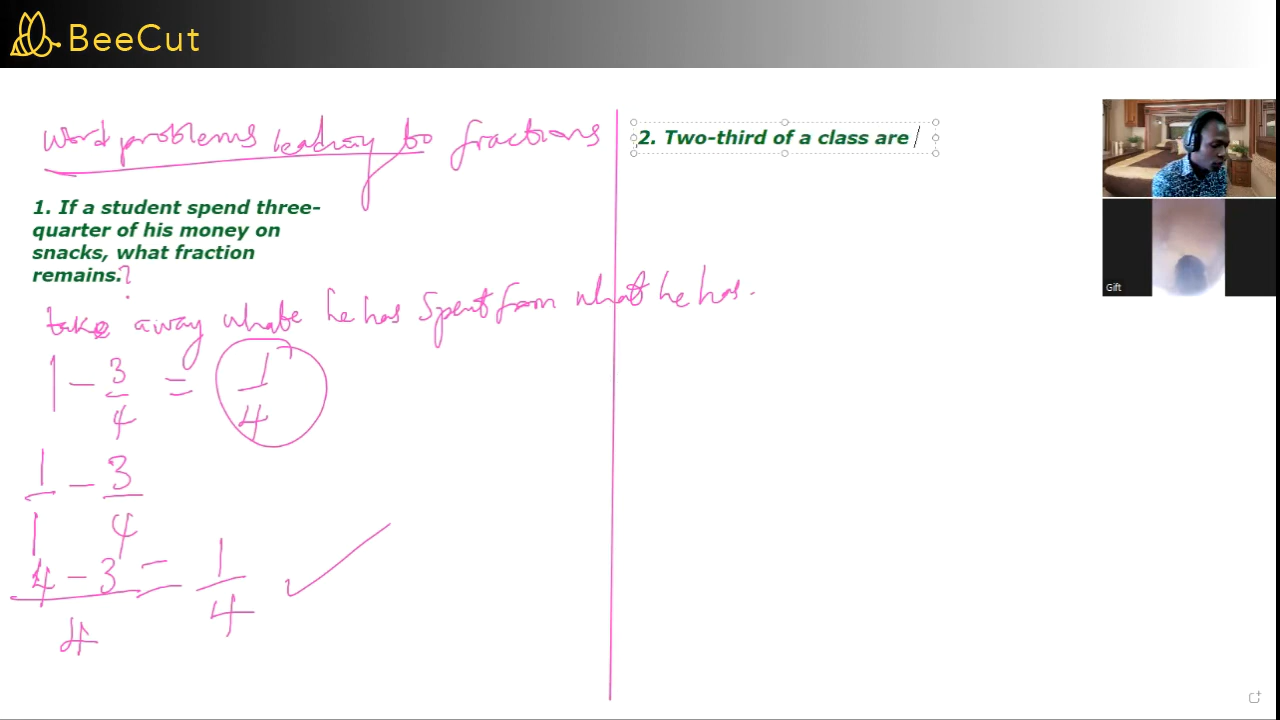 BeeCut
word problems leading to fractions
1. If a student spend three-
quarter of his money on
snacks, what fraction
remains.?
take away whate he has spent from what he has.
1 - 3/4 = 1/4
1/1 - 3/4
4 - 3/4 = 1/4
2. Two-third of a class are
Gift